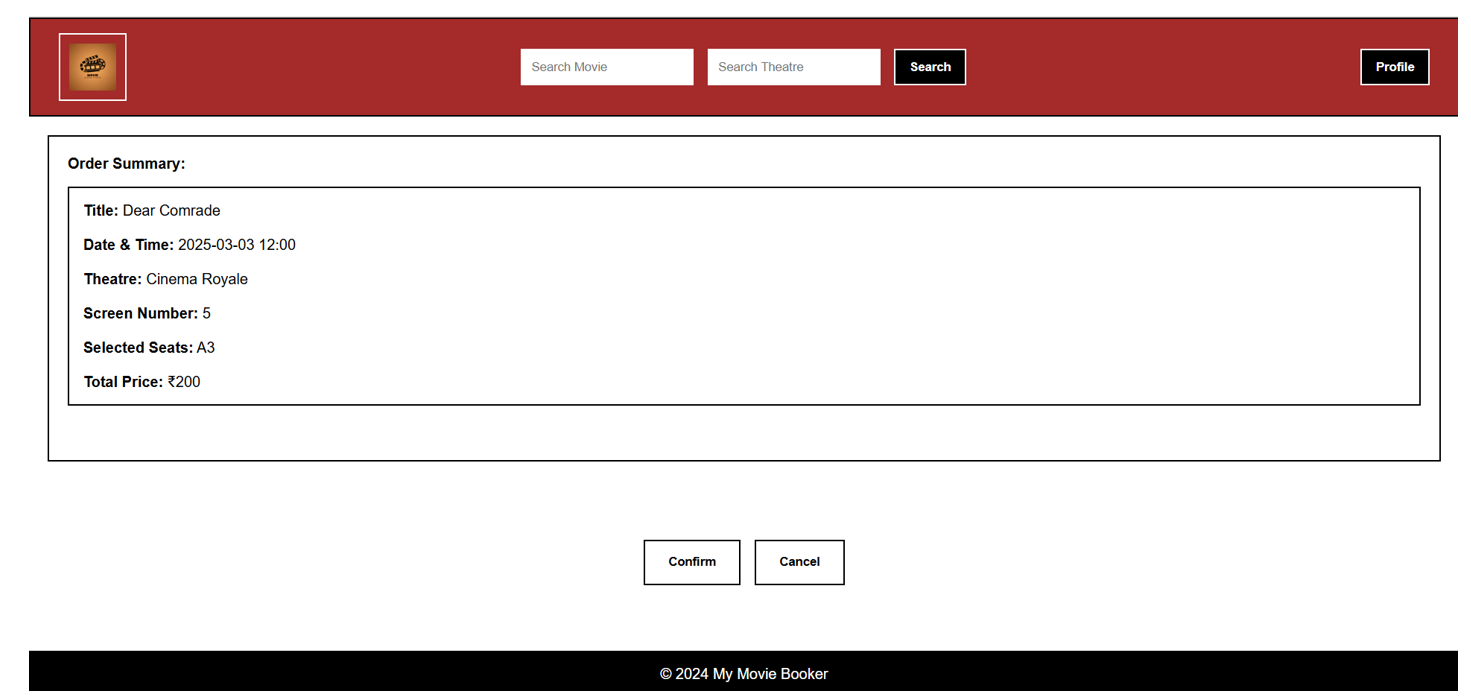 Search Movie Search Theatre Search Profile
Order Summary:
Title: Dear Comrade
Date & Time: 2025-03-03 12:00
Theatre: Cinema Royale
Screen Number: 5
Selected Seats: A3
Total Price: ₹200
Confirm Cancel
© 2024 My Movie Booker